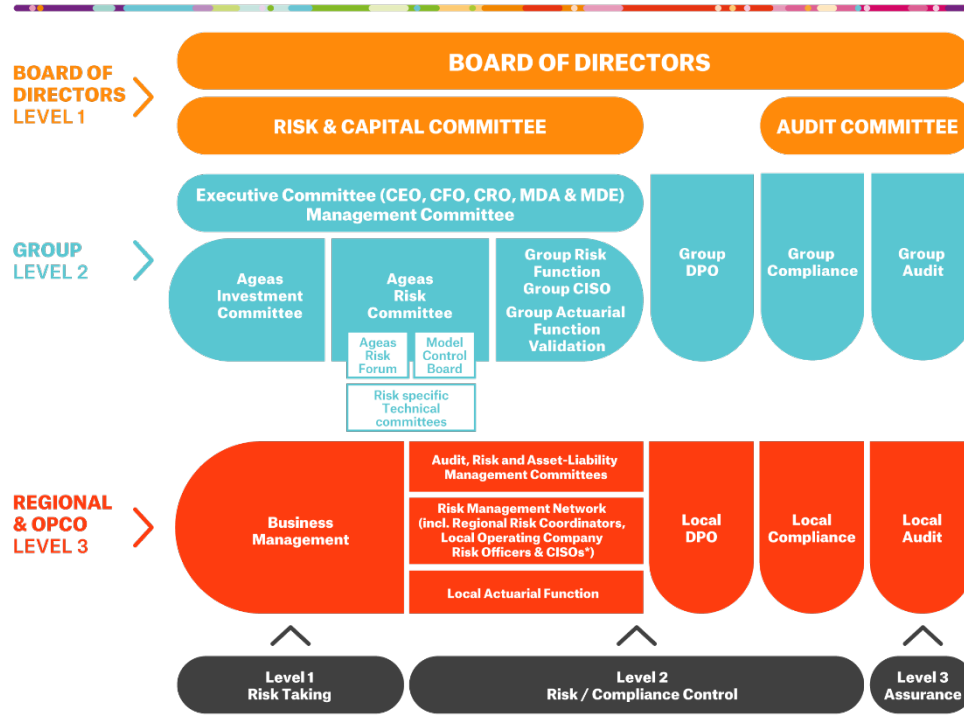 BOARD OF
DIRECTORS
LEVEL 1
BOARD OF DIRECTORS
RISK & CAPITAL COMMITTEE
AUDIT COMMITTEE
GROUP
LEVEL 2
Executive Committee (CEO, CFO, CRO, MDA & MDE)
Management Committee
Ageas
Investment
Committee
Ageas
Risk
Committee
Ageas
Risk
Forum
Model
Control
Board
Risk specific
Technical
committees
Group Risk
Function
Group CISO
Group Actuarial
Function
Validation
Group
DPO
Group
Compliance
Group
Audit
REGIONAL
& OPCO
LEVEL 3
Business
Management
Audit, Risk and Asset-Liability
Management Committees
Risk Management Network
(incl. Regional Risk Coordinators,
Local Operating Company
Risk Officers & CISOs*)
Local Actuarial Function
Local
DPO
Local
Compliance
Local
Audit
Level 1
Risk Taking
Level 2
Risk / Compliance Control
Level 3
Assurance